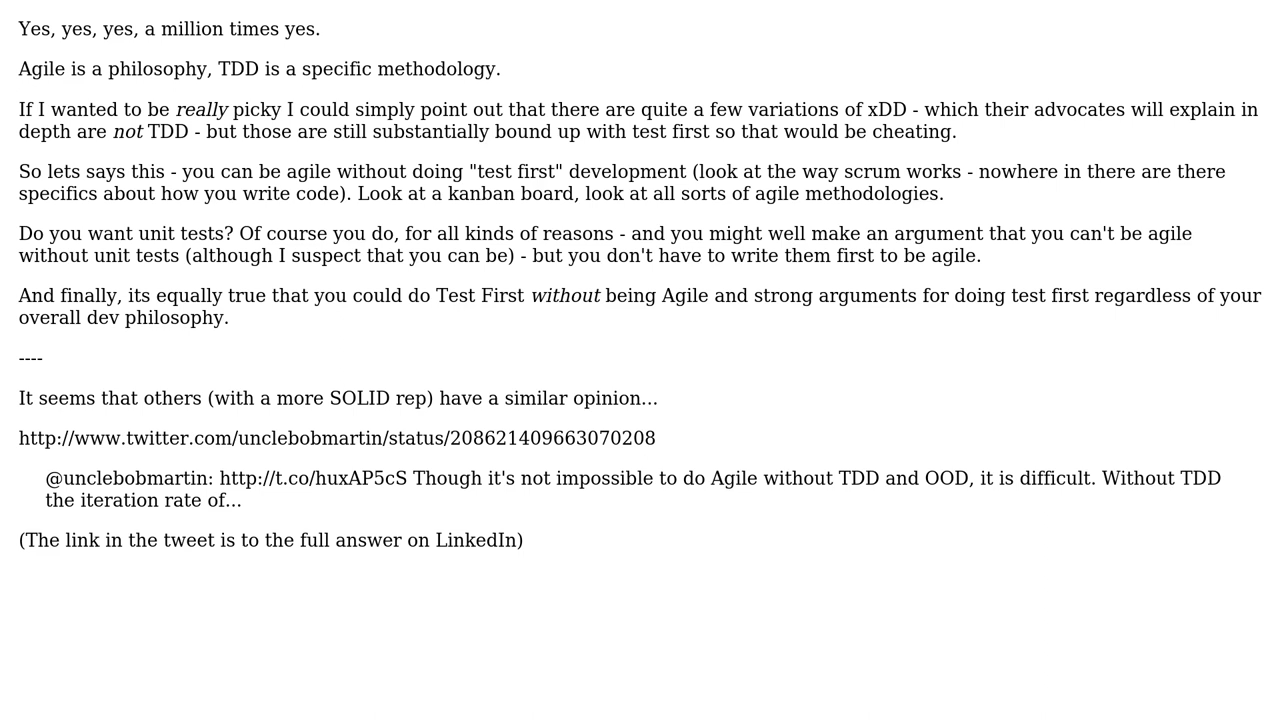 Yes, yes, yes, a million times yes.
Agile is a philosophy, TDD is a specific methodology.
If I wanted to be really picky I could simply point out that there are quite a few variations of xDD - which their advocates will explain in
depth are not TDD - but those are still substantially bound up with test first so that would be cheating.
So lets says this - you can be agile without doing "test first" development (look at the way scrum works - nowhere in there are there
specifics about how you write code). Look at a kanban board, look at all sorts of agile methodologies.
Do you want unit tests? Of course you do, for all kinds of reasons - and you might well make an argument that you can't be agile
without unit tests (although I suspect that you can be) - but you don't have to write them first to be agile.
And finally, its equally true that you could do Test First without being Agile and strong arguments for doing test first regardless of your
overall dev philosophy.
----
It seems that others (with a more SOLID rep) have a similar opinion...
http://www.twitter.com/unclebobmartin/status/208621409663070208
@unclebobmartin: http://t.co/huxAP5cS Though it's not impossible to do Agile without TDD and OOD, it is difficult. Without TDD
the iteration rate of...
(The link in the tweet is to the full answer on LinkedIn)